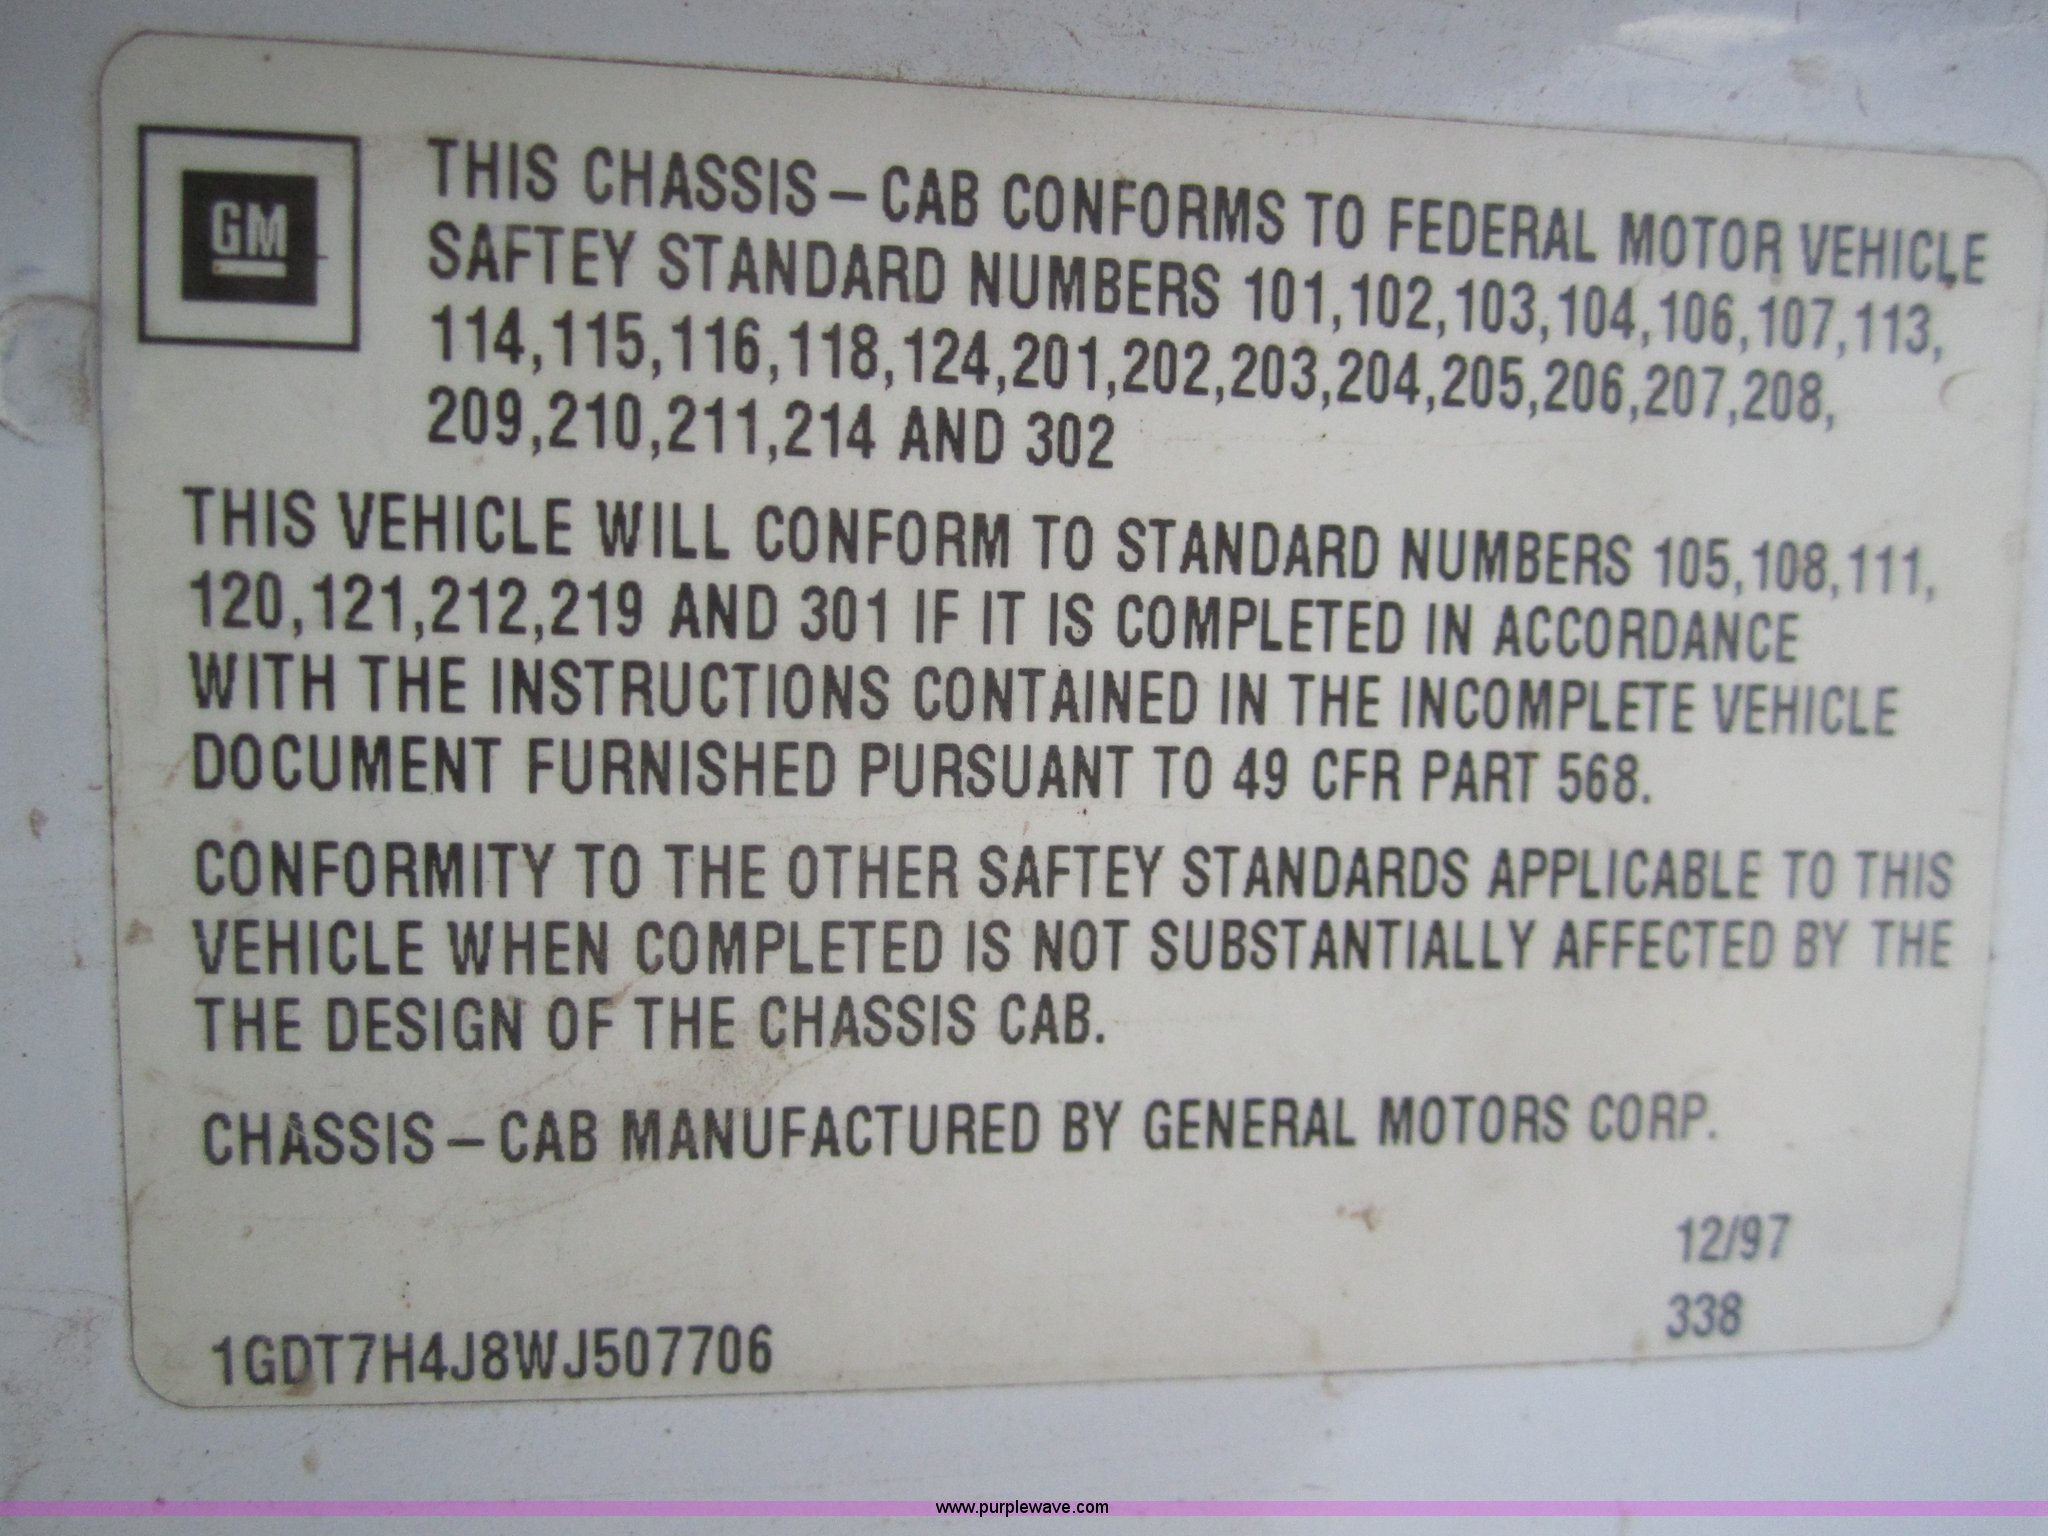 GM
THIS CHASSIS – CAB CONFORMS TO FEDERAL MOTOR VEHICLE
SAFTEY STANDARD NUMBERS 101,102,103,104,106,107,113,
114,115,116,118,124,201,202,203,204,205,206,207,208,
209,210,211,214 AND 302
THIS VEHICLE WILL CONFORM TO STANDARD NUMBERS 105,108,111,
120,121,212,219 AND 301 IF IT IS COMPLETED IN ACCORDANCE
WITH THE INSTRUCTIONS CONTAINED IN THE INCOMPLETE VEHICLE
DOCUMENT FURNISHED PURSUANT TO 49 CFR PART 568.
CONFORMITY TO THE OTHER SAFTEY STANDARDS APPLICABLE TO THIS
VEHICLE WHEN COMPLETED IS NOT SUBSTANTIALLY AFFECTED BY THE
THE DESIGN OF THE CHASSIS CAB.
CHASSIS – CAB MANUFACTURED BY GENERAL MOTORS CORP.
12/97
338
1GDT7H4J8WJ507706
www.purplewave.com